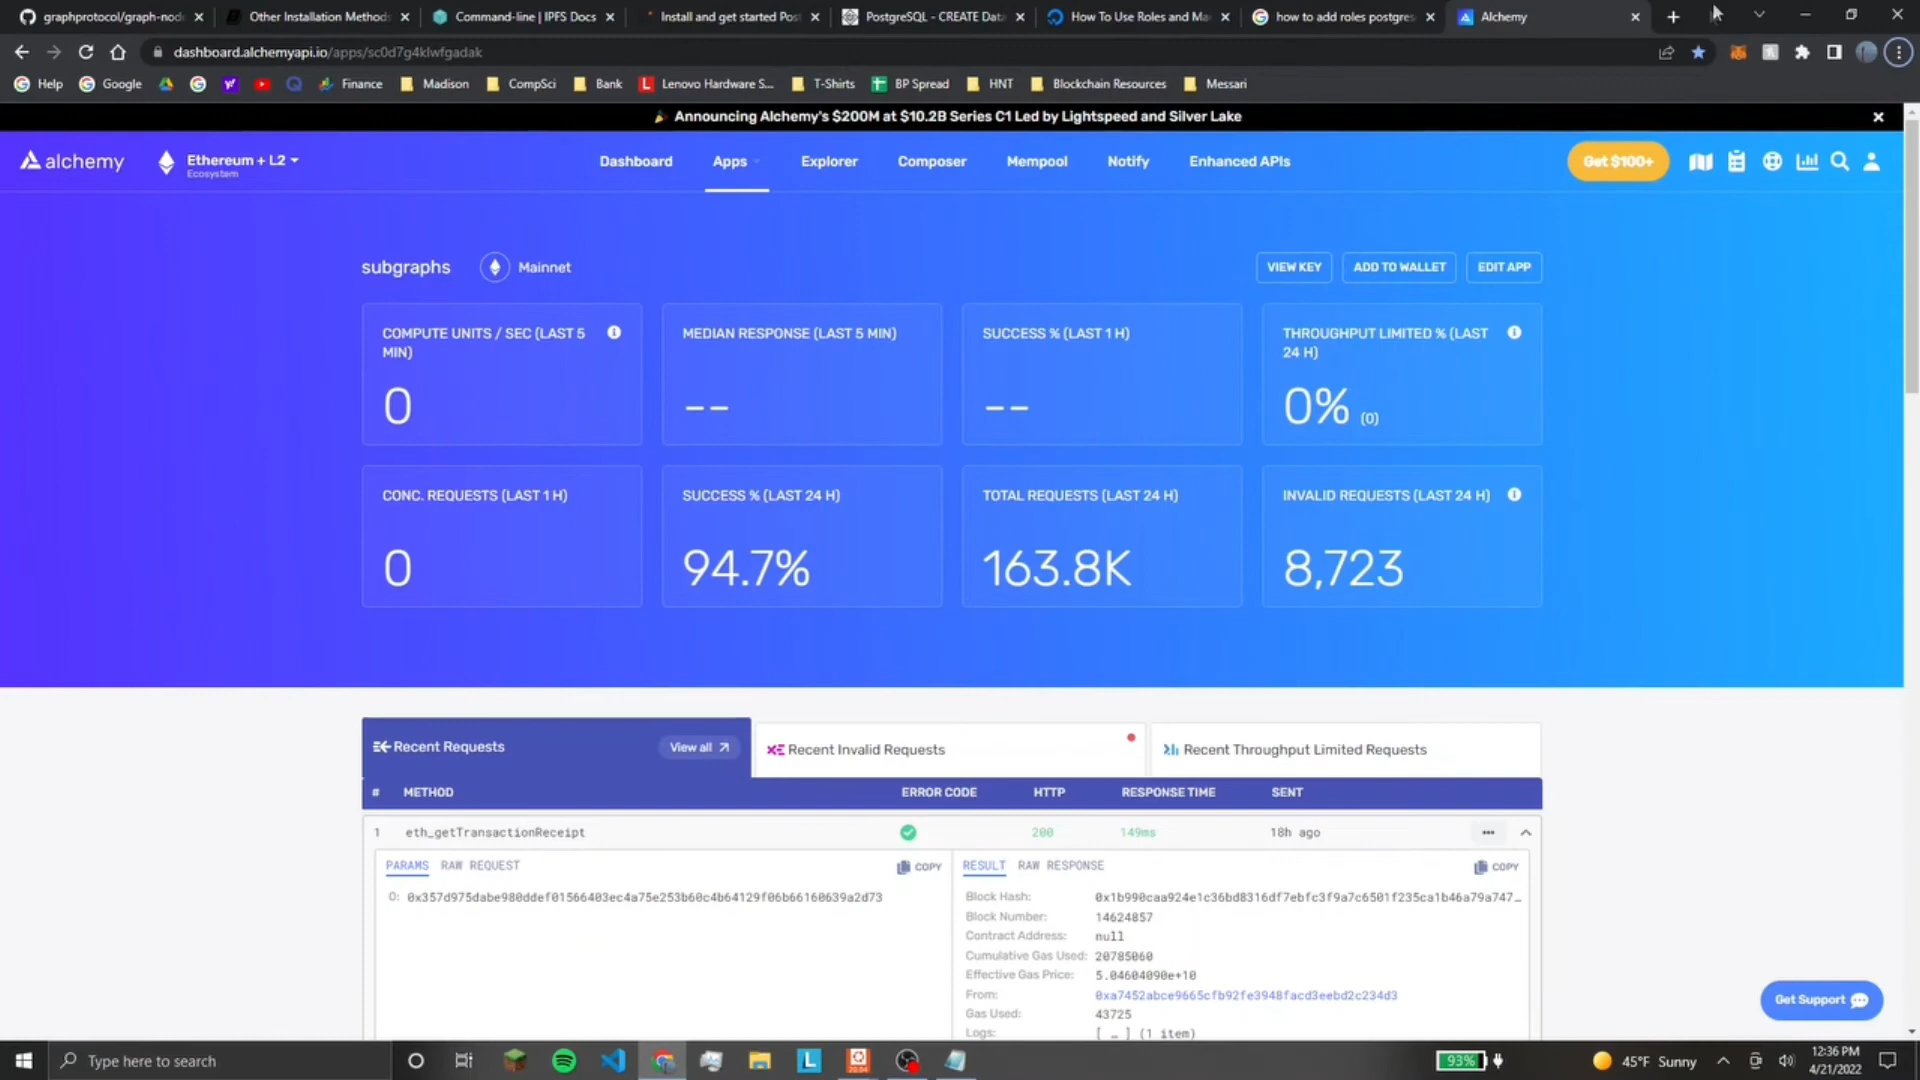 graphprotocol/graph-nod
Other Installation Methods
Command-line | IPFS Docs
Install and get started Post
PostgreSQL - CREATE Data
How To Use Roles and Ma
how to add roles postgres
Alchemy
dashboard.alchemyapi.io/apps/sc0d7g4klwfgadak
Help
Google
Finance
Madison
CompSci
Bank
Lenovo Hardware S...
T-Shirts
BP Spread
HNT
Blockchain Resources
Messari
Announcing Alchemy's $200M at $10.2B Series C1 Led by Lightspeed and Silver Lake
alchemy
Ethereum + L2
Ecosystem
Dashboard
Apps
Explorer
Composer
Mempool
Notify
Enhanced APIs
Get $100+
subgraphs
Mainnet
VIEW KEY
ADD TO WALLET
EDIT APP
COMPUTE UNITS / SEC (LAST 5
MIN)
0
MEDIAN RESPONSE (LAST 5 MIN)
--
SUCCESS % (LAST 1 H)
--
THROUGHPUT LIMITED % (LAST
24 H)
0% (0)
CONC. REQUESTS (LAST 1 H)
0
SUCCESS % (LAST 24 H)
94.7%
TOTAL REQUESTS (LAST 24 H)
163.8K
INVALID REQUESTS (LAST 24 H)
8,723
Recent Requests
View all
Recent Invalid Requests
Recent Throughput Limited Requests
# METHOD ERROR CODE HTTP RESPONSE TIME SENT
1 eth_getTransactionReceipt 200 149ms 18h ago
PARAMS RAW REQUEST COPY
0: 0x357d975dabe980ddef01566403ec4a75e253b60c4b64129f06b66160639a2d73
RESULT RAW RESPONSE COPY
Block Hash: 0x1b990caa924e1c36bd8316df7ebfc3f9a7c6501f235ca1b46a79a747…
Block Number: 14624857
Contract Address: null
Cumulative Gas Used: 20785060
Effective Gas Price: 5.04604090e+10
From: 0xa7452abce9665cfb92fe3948facd3eebd2c234d3
Gas Used: 43725
Logs: [ … ] (1 item)
Get Support
Type here to search
20.04
93%
45°F Sunny
12:36 PM
4/21/2022